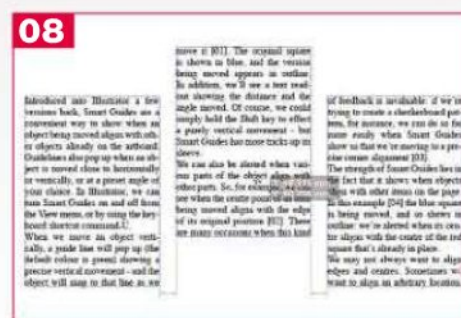 08
Introduced into Illustrator a few
versions back, Smart Guides are a
convenient way to show when an
object being moved aligns with oth-
er objects already on the artboard.
Guidelines also pop up when an ob-
ject is moved close to horizontally
or vertically, or at a preset angle of
your choice. In Illustrator, we can
turn Smart Guides on and off from
the View menu, or by using the key-
board shortcut command.U.
When we move an object verti-
cally, a guide line will pop up (the
default colour is green) showing a
precise vertical movement - and the
object will snap to that line as we
move it [01]. The original square
is shown in blue, and the version
being moved appears in outline.
In addition, we'll see a text read-
out showing the distance and the
angle moved. Of course, we could
simply hold the Shift key to effect
a purely vertical movement - but
Smart Guides has more tricks up its
sleeve.
We can also be alerted when vari-
ous parts of the object align with
other parts. So, for example,
see when the centre point of an item
being moved aligns with the edge
of its original position [02]. There
are many occasions when this kind
of feedback is invaluable: if we're
trying to create a checkerboard pat-
tern, for instance, we can do so far
more easily when Smart Guides
show us that we're moving to a pre-
cise corner alignment [03].
The strength of Smart Guides lies in
the fact that it shows when objects
align with other items on the page.
In this example [04] the blue square
is being moved, and so shows in
outline: we're alerted when its cen-
tre aligns with the centre of the red
square that's already in place.
We may not always want to align
edges and centres. Sometimes we
want to align an arbitrary location